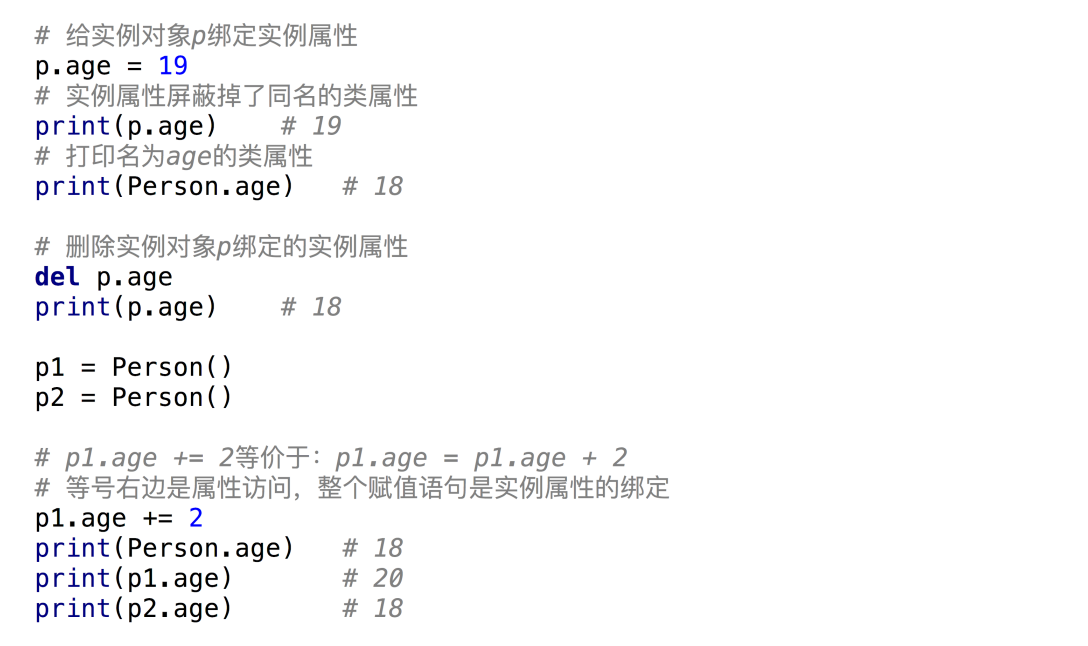 # 给实例对象p绑定实例属性
p.age = 19
# 实例属性屏蔽掉了同名的类属性
print(p.age)    # 19
# 打印名为age的类属性
print(Person.age)   # 18
# 删除实例对象p绑定的实例属性
del p.age
print(p.age)    # 18
p1 = Person()
p2 = Person()
# p1.age += 2等价于：p1.age = p1.age + 2
# 等号右边是属性访问，整个赋值语句是实例属性的绑定
p1.age += 2
print(Person.age)   # 18
print(p1.age)       # 20
print(p2.age)       # 18